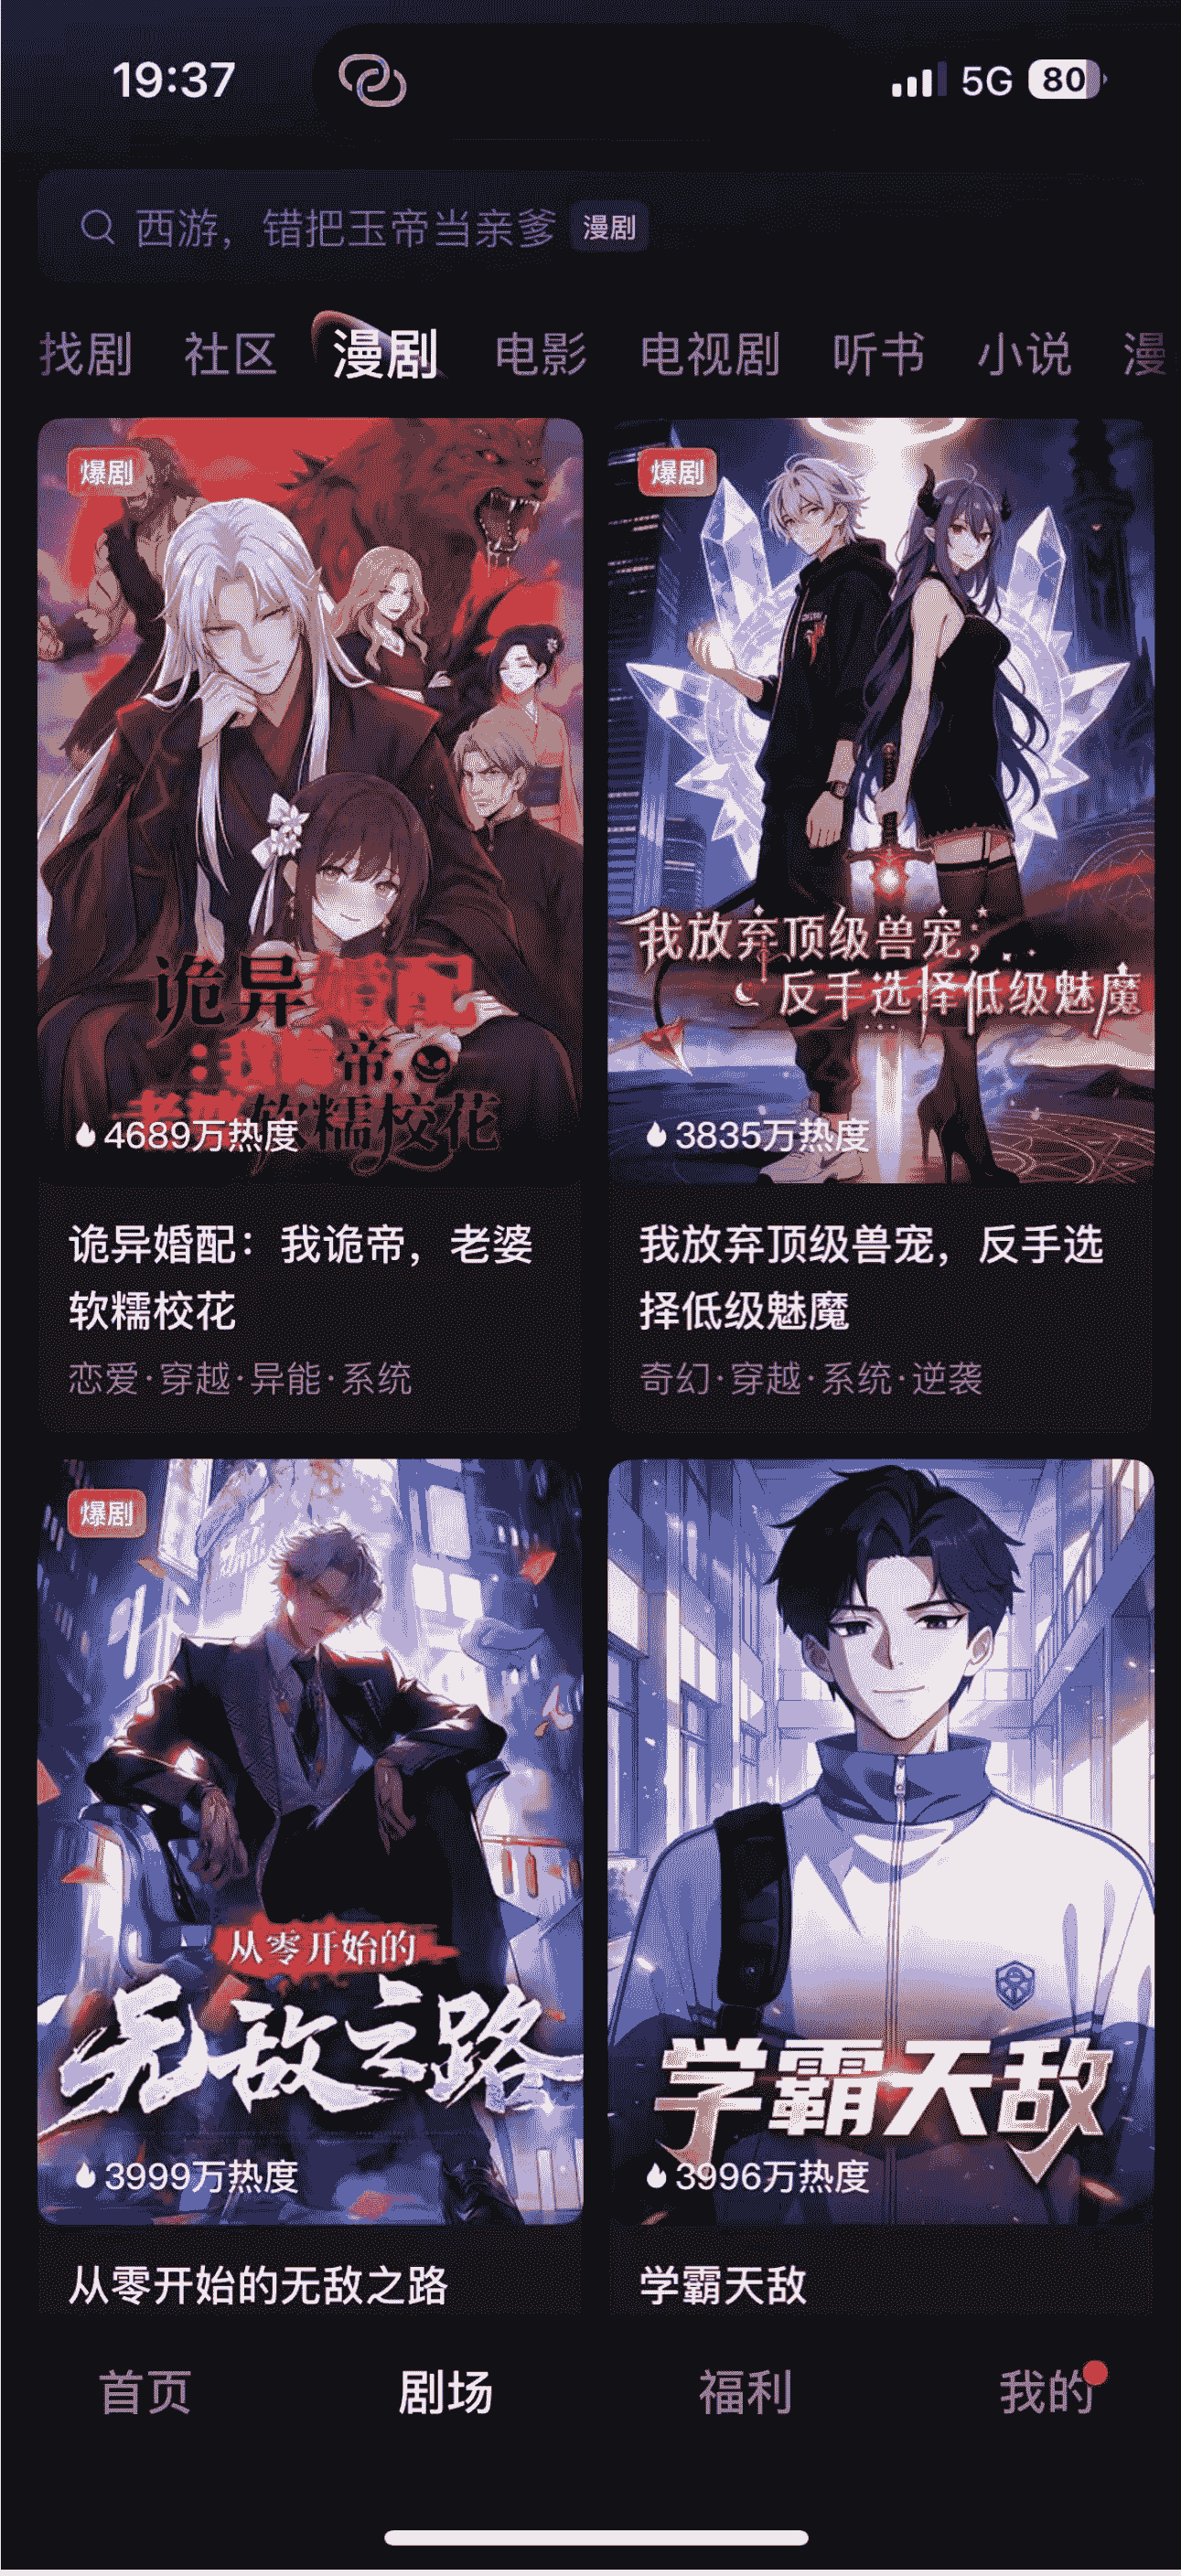 19:37
5G 80
西游，错把玉帝当亲爹 漫剧
找剧 社区 漫剧 电影 电视剧 听书 小说 漫
爆剧
诡异婚配
:我诡帝,
老婆软糯校花
4689万热度
诡异婚配：我诡帝，老婆
软糯校花
恋爱·穿越·异能·系统
爆剧
我放弃顶级兽宠;
反手选择低级魅魔
3835万热度
我放弃顶级兽宠，反手选
择低级魅魔
奇幻·穿越·系统·逆袭
爆剧
从零开始的
无敌之路
3999万热度
从零开始的无敌之路
学霸天敌
3996万热度
学霸天敌
首页 剧场 福利 我的